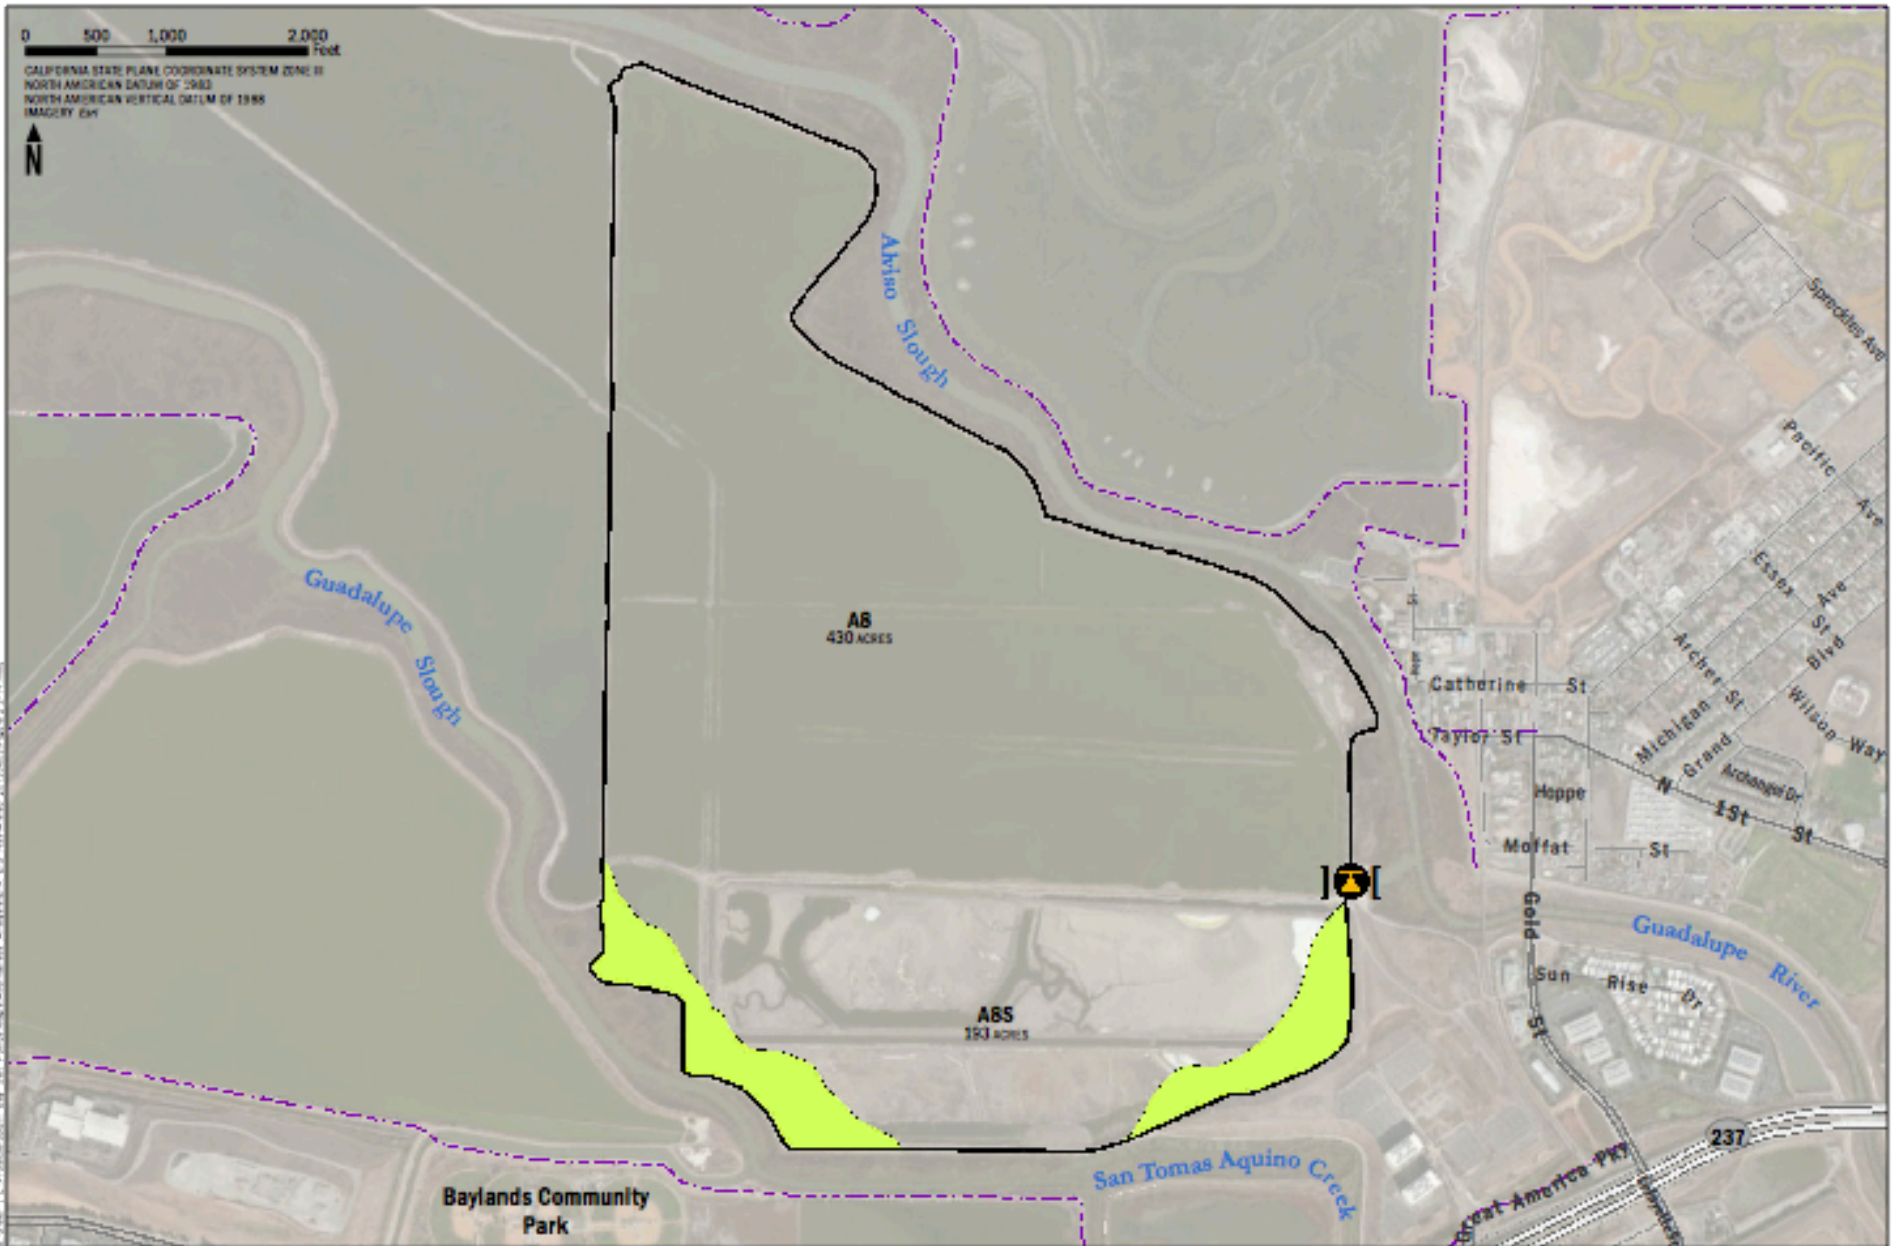 0 500 1,000 2,000
Feet
CALIFORNIA STATE PLANE COORDINATE SYSTEM ZONE III
NORTH AMERICAN DATUM OF 1983
NORTH AMERICAN VERTICAL DATUM OF 1988
IMAGERY Esri
N
Alviso Slough
Spreckles Ave
Pacific Ave
Essex Ave
St
Blvd
Guadalupe Slough
A8
430 ACRES
Archer St
Catherine St
Michigan
Grand
Wilson Way
Taylor St
Archangel Dr
N 1St St
Hoppe
Moffat St
Gold St
Guadalupe River
Sun Rise Dr
A8S
193 ACRES
237
San Tomas Aquino Creek
Great America Pky
Baylands Community
Park